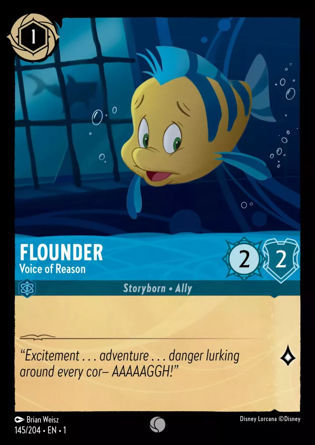 1
FLOUNDER
Voice of Reason
2 2
Storyborn • Ally
“Excitement . . . adventure . . . danger lurking
around every cor– AAAAAGGH!”
Brian Weisz
Disney Lorcana ©Disney
145/204 • EN • 1